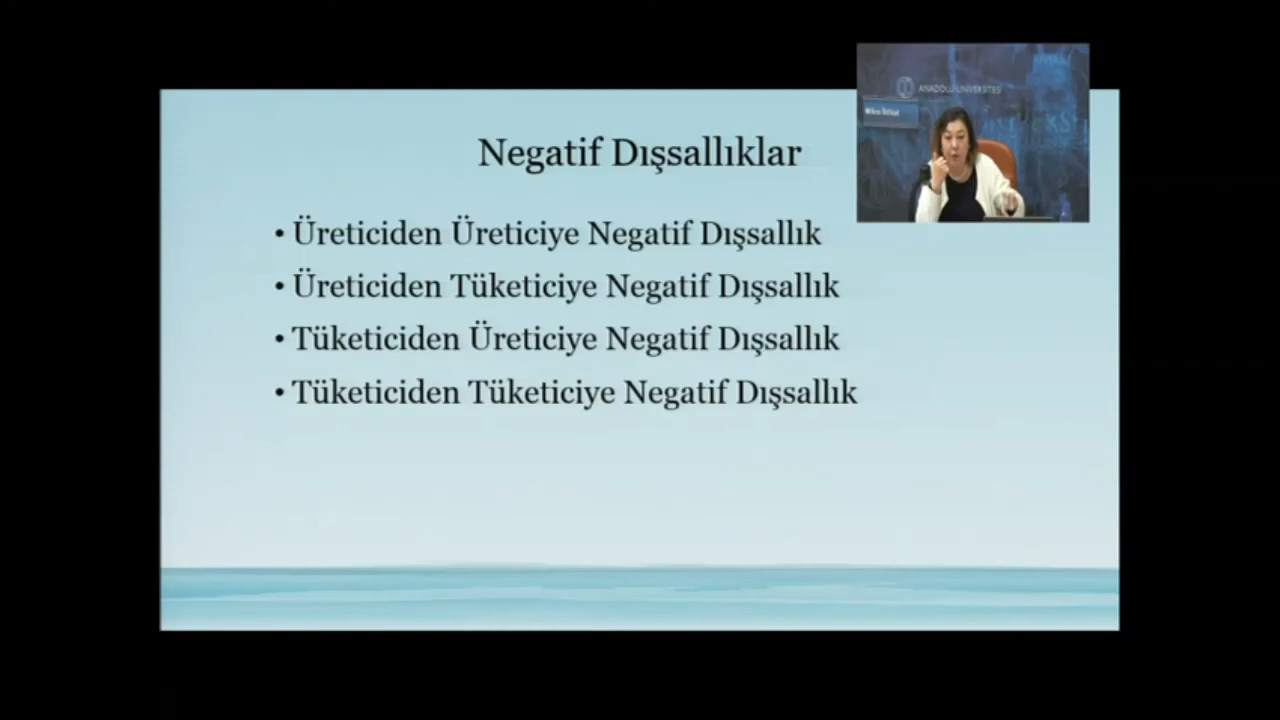 Negatif Dışsallıklar
• Üreticiden Üreticiye Negatif Dışsallık
• Üreticiden Tüketiciye Negatif Dışsallık
• Tüketiciden Üreticiye Negatif Dışsallık
• Tüketiciden Tüketiciye Negatif Dışsallık
ANADOLU ÜNİVERSİTESİ